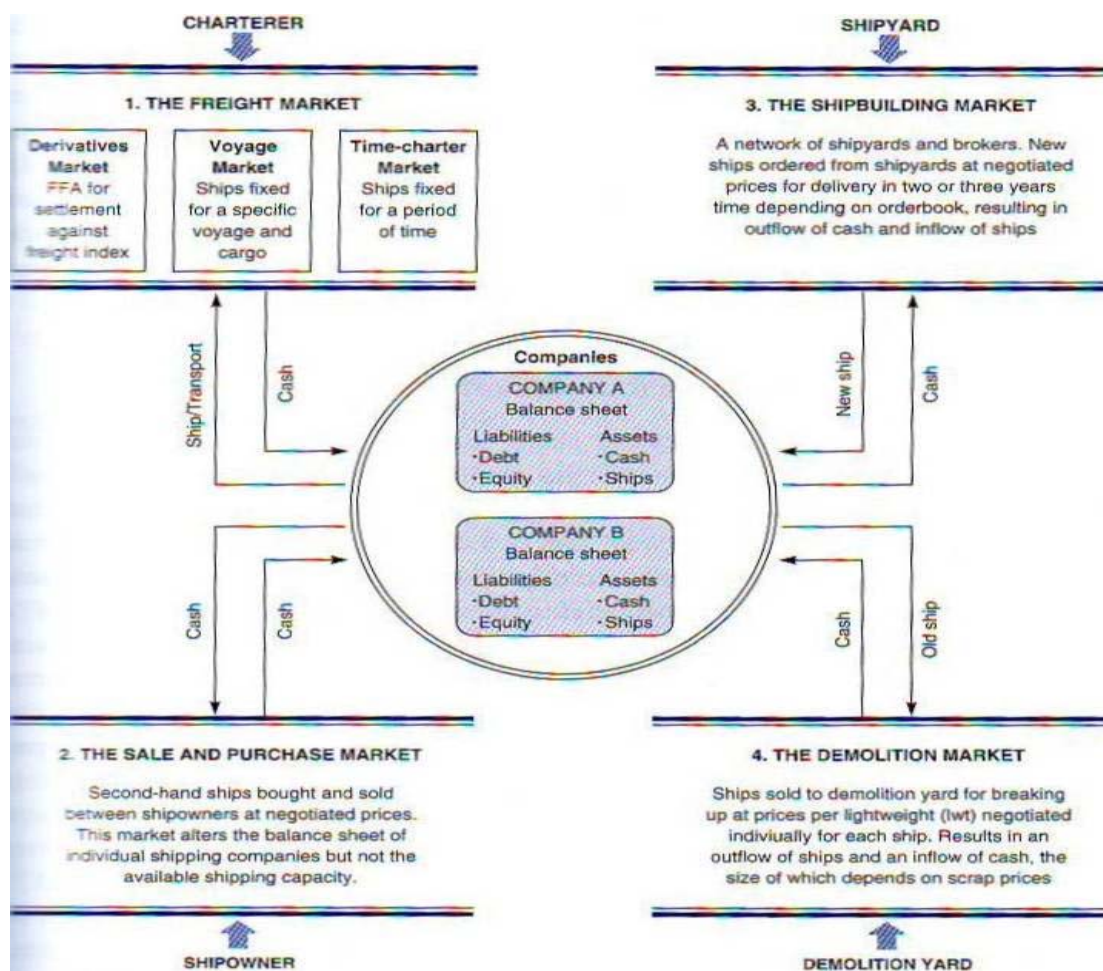 CHARTERER
1. THE FREIGHT MARKET
Derivatives
Market
FFA for
settlement
against
freight index
Voyage
Market
Ships fixed
for a specific
voyage and
cargo
Time-charter
Market
Ships fixed
for a period
of time
SHIPYARD
3. THE SHIPBUILDING MARKET
A network of shipyards and brokers. New
ships ordered from shipyards at negotiated
prices for delivery in two or three years
time depending on orderbook, resulting in
outflow of cash and inflow of ships
Ship/Transport
Cash
New ship
Cash
Companies
COMPANY A
Balance sheet
Liabilities Assets
·Debt ·Cash
·Equity ·Ships
COMPANY B
Balance sheet
Liabilities Assets
·Debt ·Cash
·Equity ·Ships
Cash
Cash
Cash
Old ship
2. THE SALE AND PURCHASE MARKET
Second-hand ships bought and sold
between shipowners at negotiated prices.
This market alters the balance sheet of
individual shipping companies but not the
available shipping capacity.
SHIPOWNER
4. THE DEMOLITION MARKET
Ships sold to demolition yard for breaking
up at prices per lightweight (lwt) negotiated
indiviually for each ship. Results in an
outflow of ships and an inflow of cash, the
size of which depends on scrap prices
DEMOLITION YARD